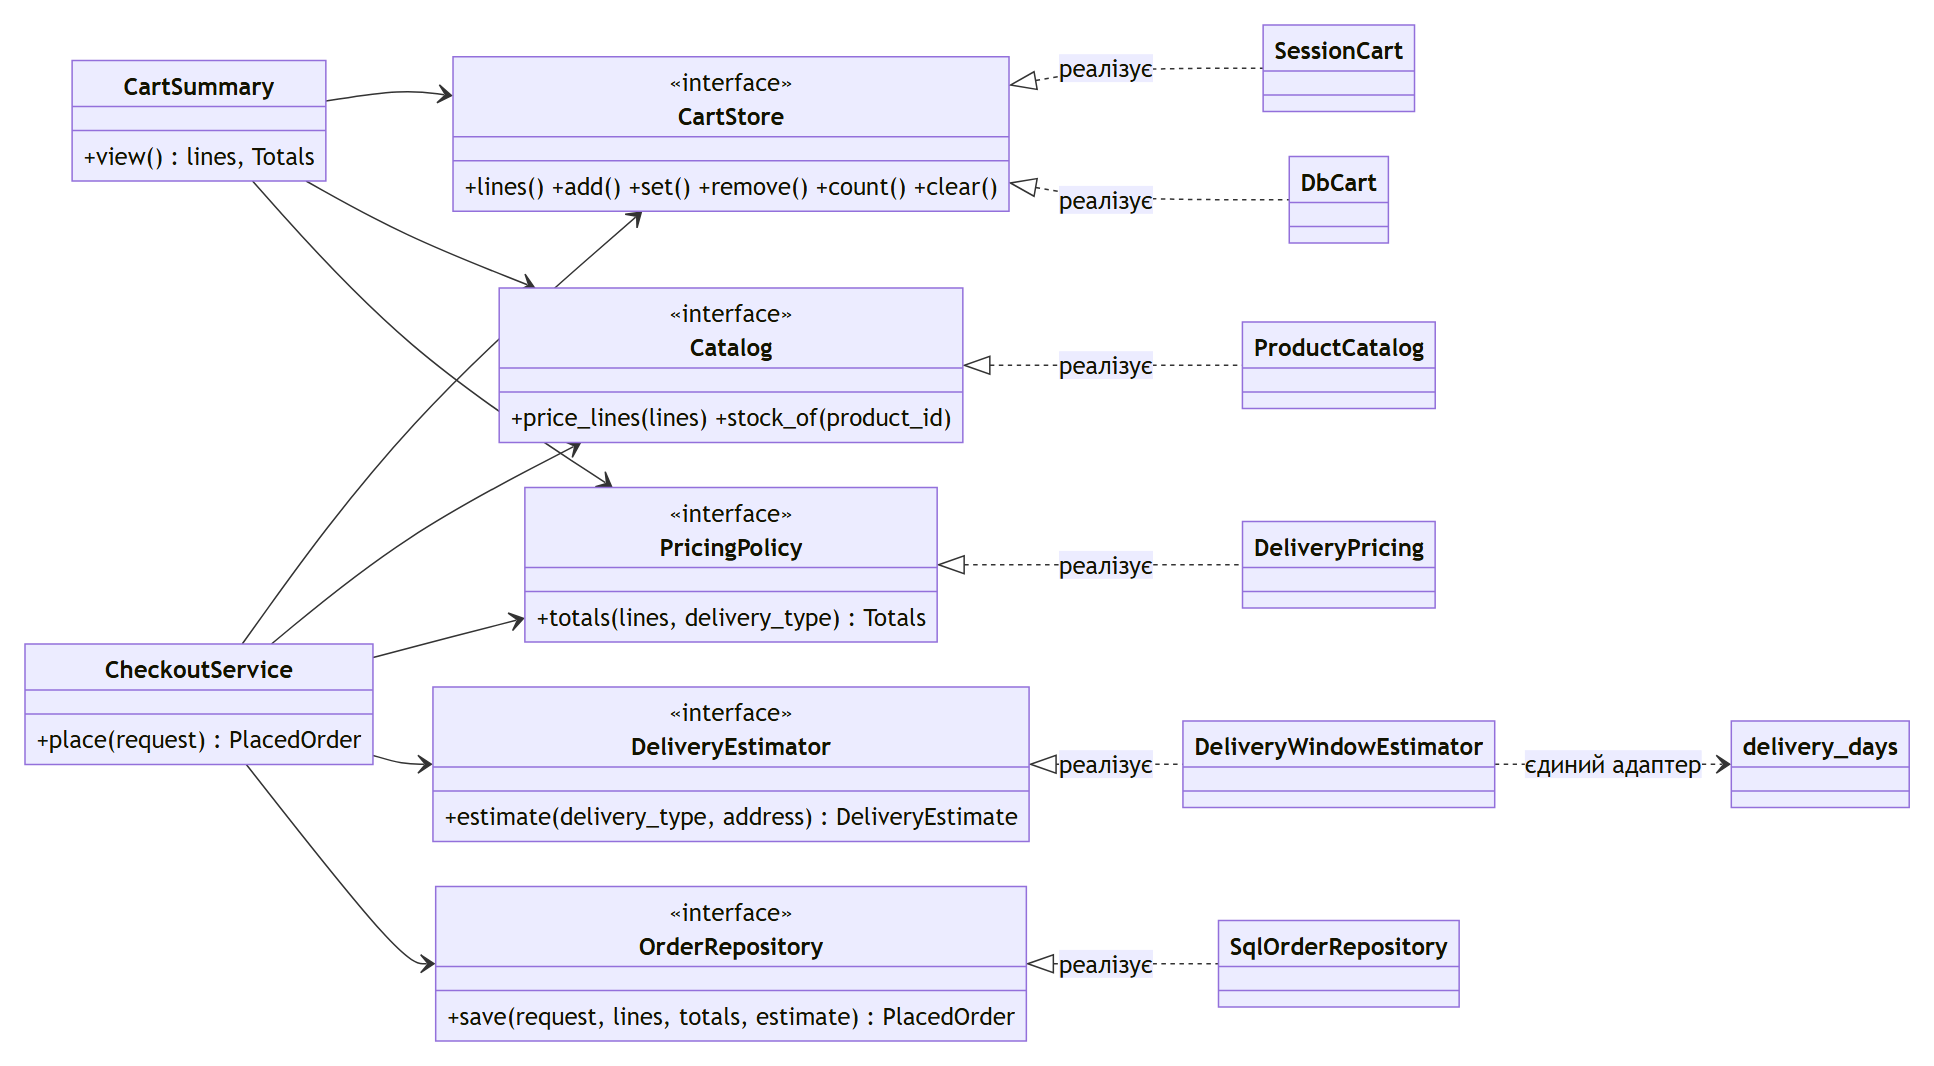 CartSummary
+view() : lines, Totals
«interface»
CartStore
+lines() +add() +set() +remove() +count() +clear()
реалізує
SessionCart
реалізує
DbCart
«interface»
Catalog
+price_lines(lines) +stock_of(product_id)
реалізує
ProductCatalog
«interface»
PricingPolicy
+totals(lines, delivery_type) : Totals
реалізує
DeliveryPricing
CheckoutService
+place(request) : PlacedOrder
«interface»
DeliveryEstimator
+estimate(delivery_type, address) : DeliveryEstimate
реалізує
DeliveryWindowEstimator
єдиний адаптер
delivery_days
«interface»
OrderRepository
+save(request, lines, totals, estimate) : PlacedOrder
реалізує
SqlOrderRepository